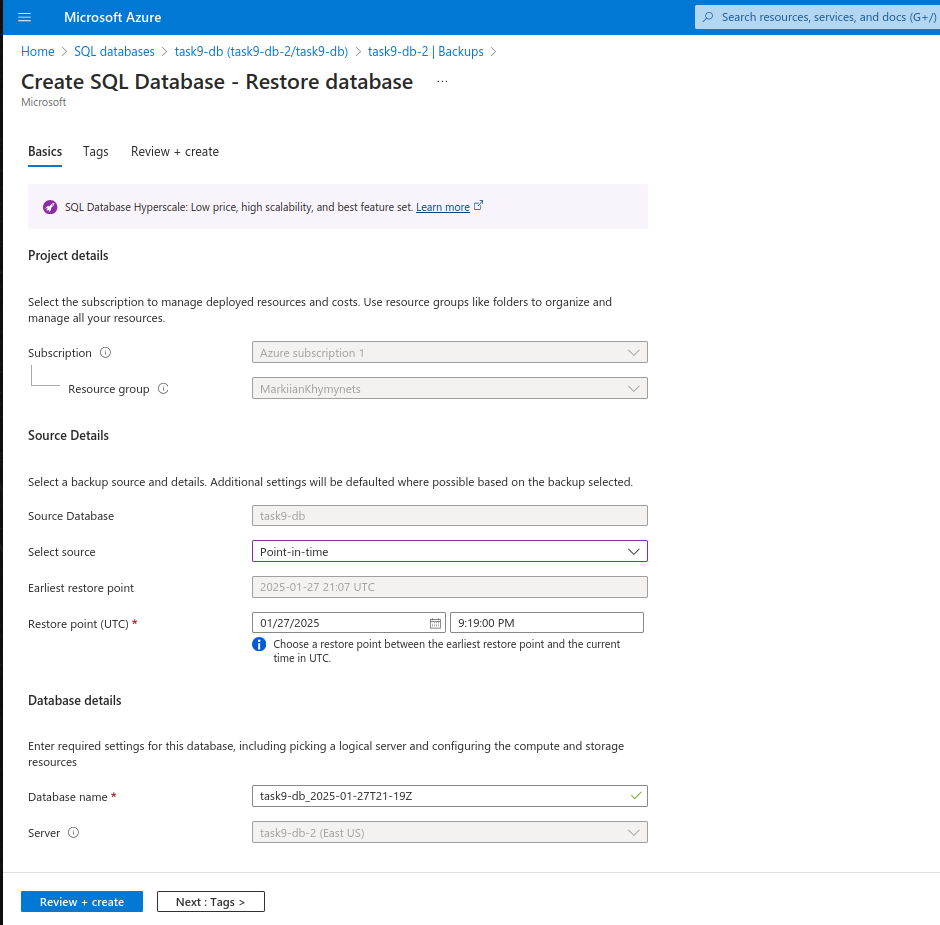 Microsoft Azure
Search resources, services, and docs (G+/)
Home > SQL databases > task9-db (task9-db-2/task9-db) > task9-db-2 | Backups >
Create SQL Database - Restore database ...
Microsoft
Basics Tags Review + create
SQL Database Hyperscale: Low price, high scalability, and best feature set. Learn more
Project details
Select the subscription to manage deployed resources and costs. Use resource groups like folders to organize and
manage all your resources.
Subscription Azure subscription 1
Resource group MarkiianKhymynets
Source Details
Select a backup source and details. Additional settings will be defaulted where possible based on the backup selected.
Source Database task9-db
Select source Point-in-time
Earliest restore point 2025-01-27 21:07 UTC
Restore point (UTC) * 01/27/2025 9:19:00 PM
Choose a restore point between the earliest restore point and the current
time in UTC.
Database details
Enter required settings for this database, including picking a logical server and configuring the compute and storage
resources
Database name * task9-db_2025-01-27T21-19Z
Server task9-db-2 (East US)
Review + create Next : Tags >